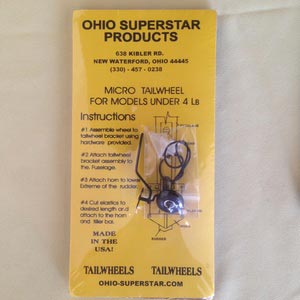 OHIO SUPERSTAR
PRODUCTS
638 KIBLER RD.
NEW WATERFORD, OHIO 44445
(330) - 457 - 0238
MICRO TAILWHEEL
FOR MODELS UNDER 4 LB
Instructions
#1 Assemble wheel to
tailwheel bracket using
hardware provided.
#2 Attach tailwheel
bracket assembly to
the Fuselage.
#3 Attach horn to lower
Extreme of the rudder.
#4 Cut elastics to
desired length and
attach to the horn
and tiller bar.
MADE
IN THE
USA!
RUDDER
TAILWHEELS TAILWHEELS
OHIO-SUPERSTAR.COM